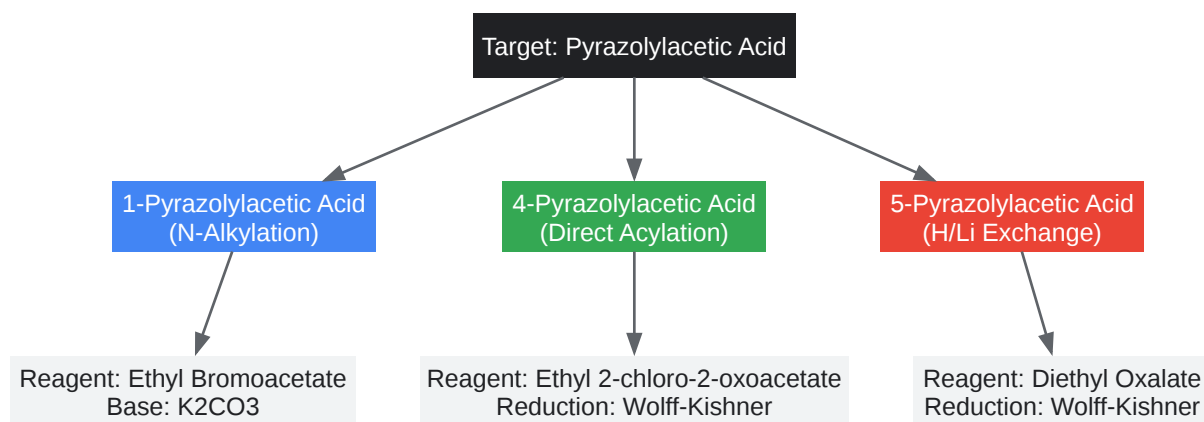 Target: Pyrazolylacetic Acid
1-Pyrazolylacetic Acid
(N-Alkylation)
4-Pyrazolylacetic Acid
(Direct Acylation)
5-Pyrazolylacetic Acid
(H/Li Exchange)
Reagent: Ethyl Bromoacetate
Base: K2CO3
Reagent: Ethyl 2-chloro-2-oxoacetate
Reduction: Wolff-Kishner
Reagent: Diethyl Oxalate
Reduction: Wolff-Kishner